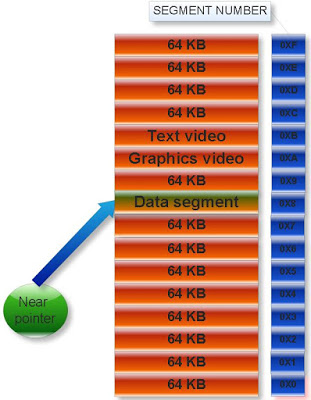 SEGMENT NUMBER
64 KB 0XF
64 KB 0XE
64 KB 0XD
64 KB 0XC
Text video 0XB
Graphics video 0XA
64 KB 0X9
Data segment 0X8
64 KB 0X7
64 KB 0X6
64 KB 0X5
64 KB 0X4
Near
pointer
64 KB 0X3
64 KB 0X2
64 KB 0X1
64 KB 0X0